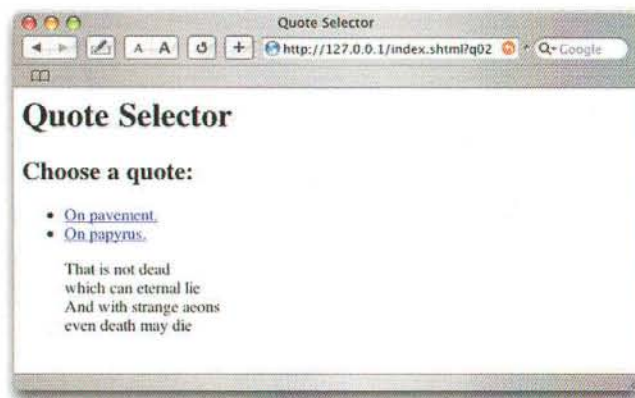 Quote Selector
A A + http://127.0.0.1/index.shtml?q02 Google
Quote Selector
Choose a quote:
• On pavement.
• On papyrus.
That is not dead
which can eternal lie
And with strange aeons
even death may die